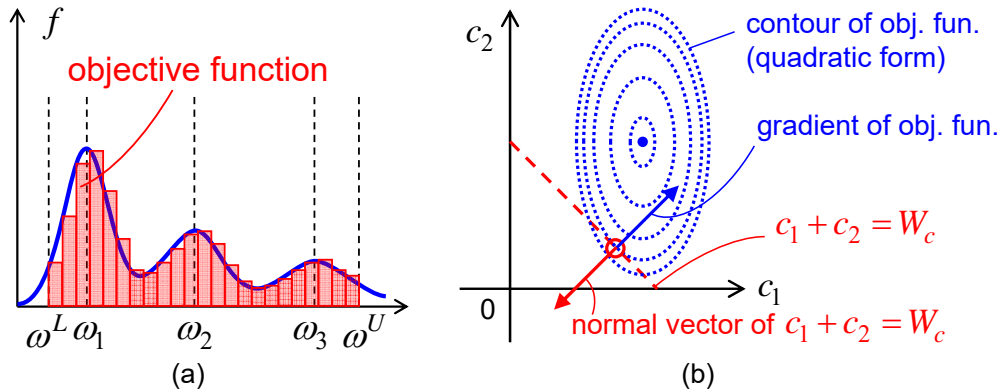 f
objective function
ω^L ω_1 ω_2 ω_3 ω^U
(a)
c_2
contour of obj. fun.
(quadratic form)
gradient of obj. fun.
c_1 + c_2 = W_c
0
c_1
normal vector of c_1 + c_2 = W_c
(b)